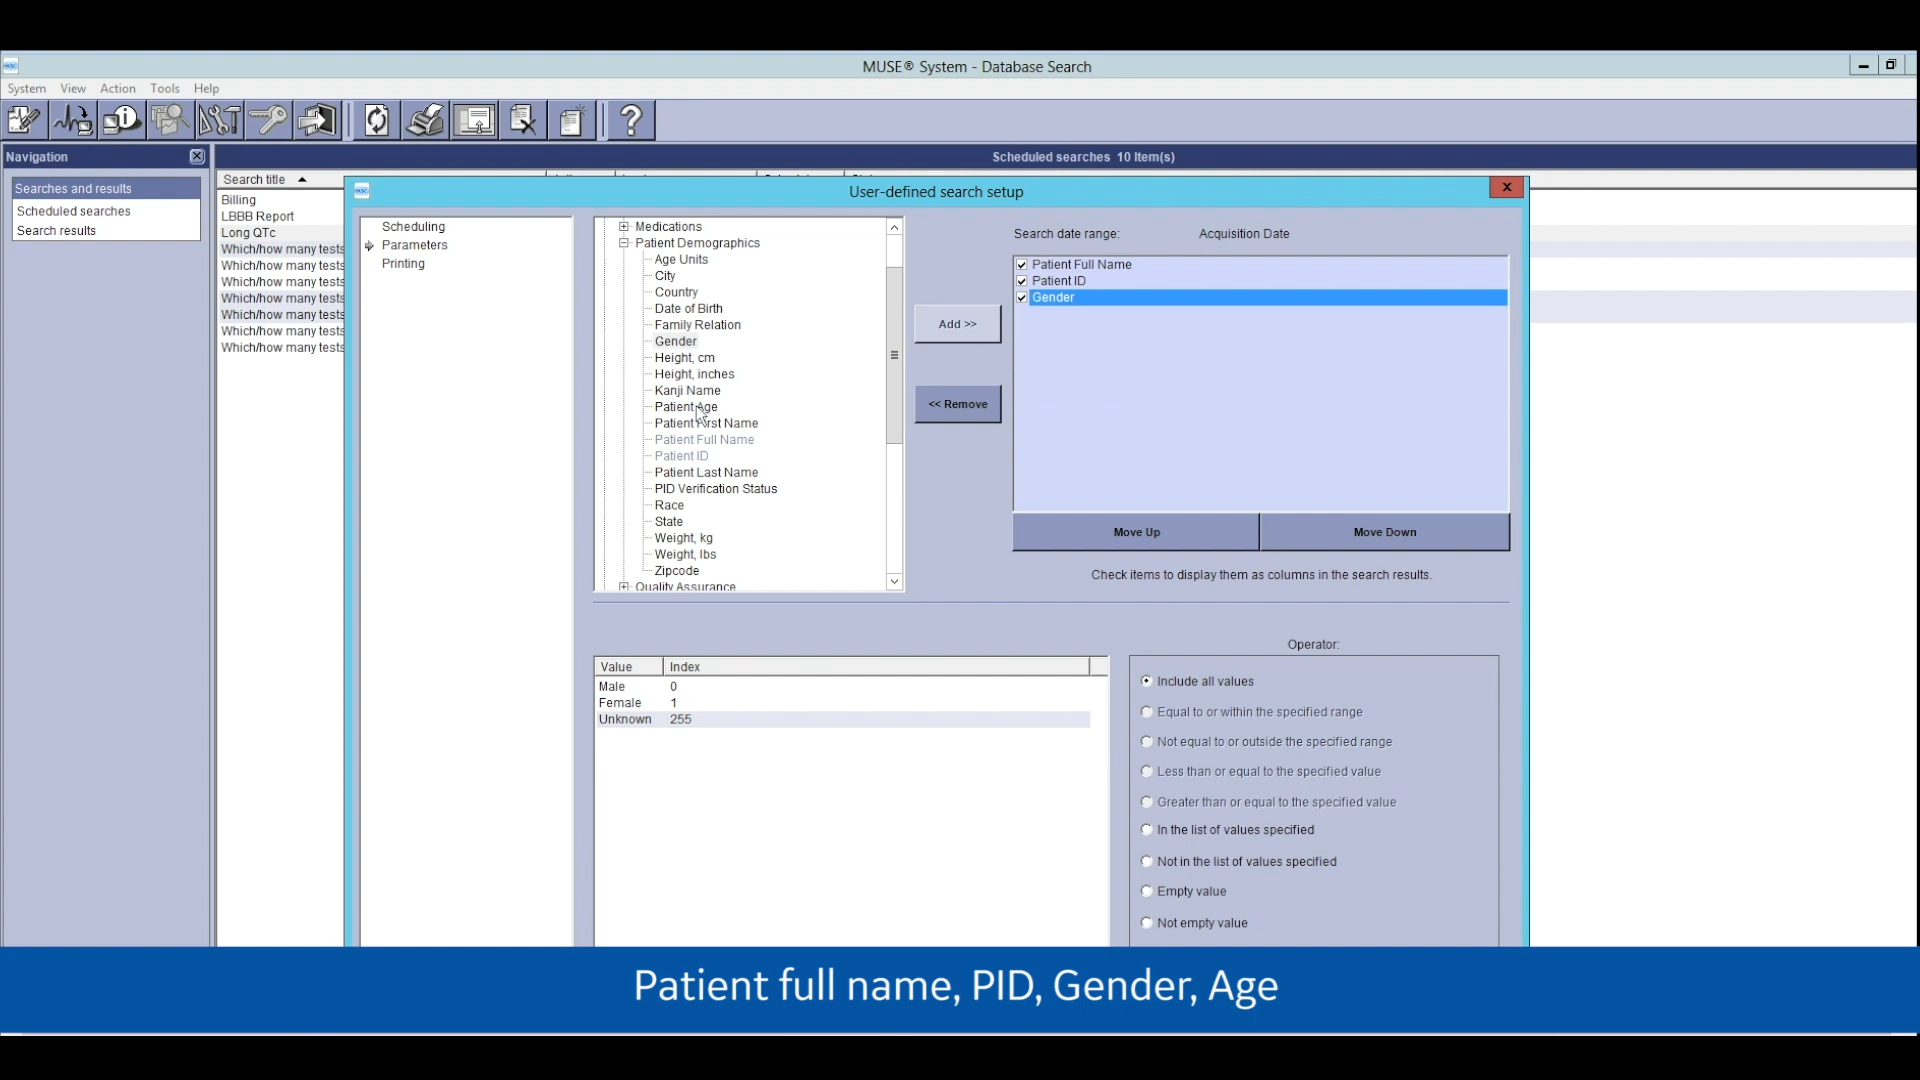 MUSE® System - Database Search
System View Action Tools Help
Navigation
Scheduled searches 10 Item(s)
Searches and results
Scheduled searches
Search results
Search title
Billing
LBBB Report
Long QTc
Which/how many tests
Which/how many tests
Which/how many tests
Which/how many tests
Which/how many tests
Which/how many tests
Which/how many tests
User-defined search setup
Scheduling
Parameters
Printing
Medications
Patient Demographics
Age Units
City
Country
Date of Birth
Family Relation
Gender
Height, cm
Height, inches
Kanji Name
Patient Age
Patient First Name
Patient Full Name
Patient ID
Patient Last Name
PID Verification Status
Race
State
Weight, kg
Weight, lbs
Zipcode
Quality Assurance
Add >>
<< Remove
Search date range: Acquisition Date
Patient Full Name
Patient ID
Gender
Move Up Move Down
Check items to display them as columns in the search results.
Value Index
Male 0
Female 1
Unknown 255
Operator:
Include all values
Equal to or within the specified range
Not equal to or outside the specified range
Less than or equal to the specified value
Greater than or equal to the specified value
In the list of values specified
Not in the list of values specified
Empty value
Not empty value
Patient full name, PID, Gender, Age